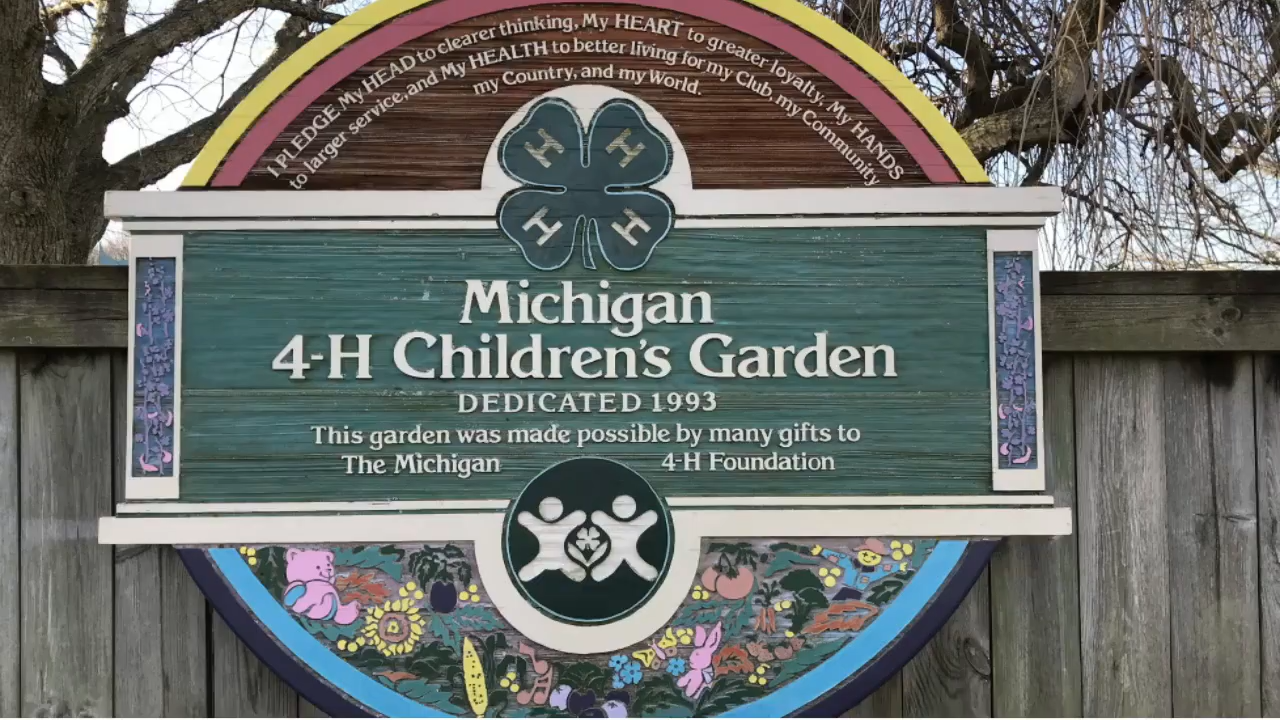 I PLEDGE My HEAD to clearer thinking, My HEART to greater loyalty, My HANDS
to larger service, and My HEALTH to better living for my Club, my Community
my Country, and my World.
H H
H H
Michigan
4-H Children's Garden
DEDICATED 1993
This garden was made possible by many gifts to
The Michigan 4-H Foundation